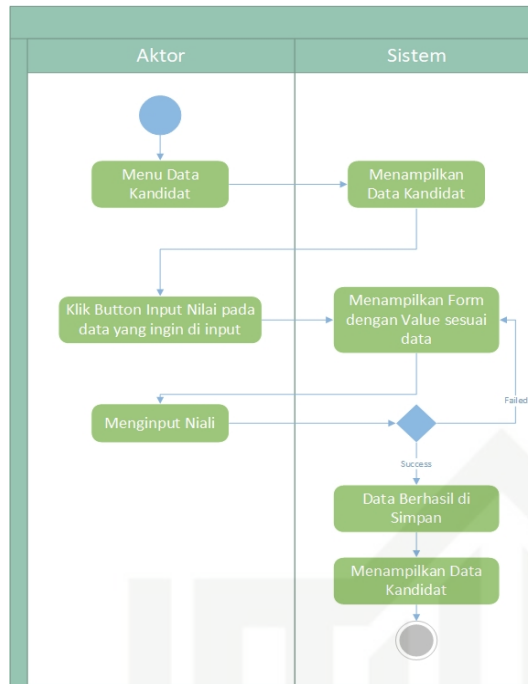 Aktor
Sistem
Menu Data
Kandidat
Menampilkan
Data Kandidat
Klik Button Input Nilai pada
data yang ingin di input
Menampilkan Form
dengan Value sesuai
data
Menginput Niali
Failed
Success
Data Berhasil di
Simpan
Menampilkan Data
Kandidat